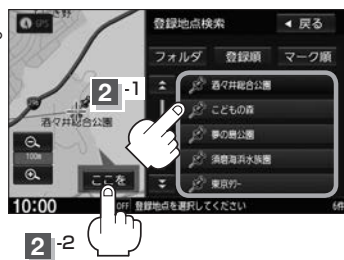 GPS
登録地点検索
戻る
フォルダ 登録順 マーク順
酒々井総合公園
2-1
酒々井総合公園
こどもの森
夢の島公園
100m
須磨海浜水族園
ここを
東京タワー
10:00
OFF 登録地点を選択してください 6件
2-2